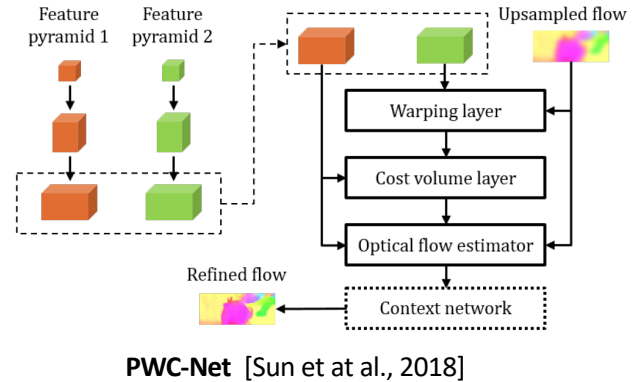 Feature
pyramid 1
Feature
pyramid 2
Upsampled flow
Warping layer
Cost volume layer
Optical flow estimator
Refined flow
Context network
PWC-Net [Sun et at al., 2018]